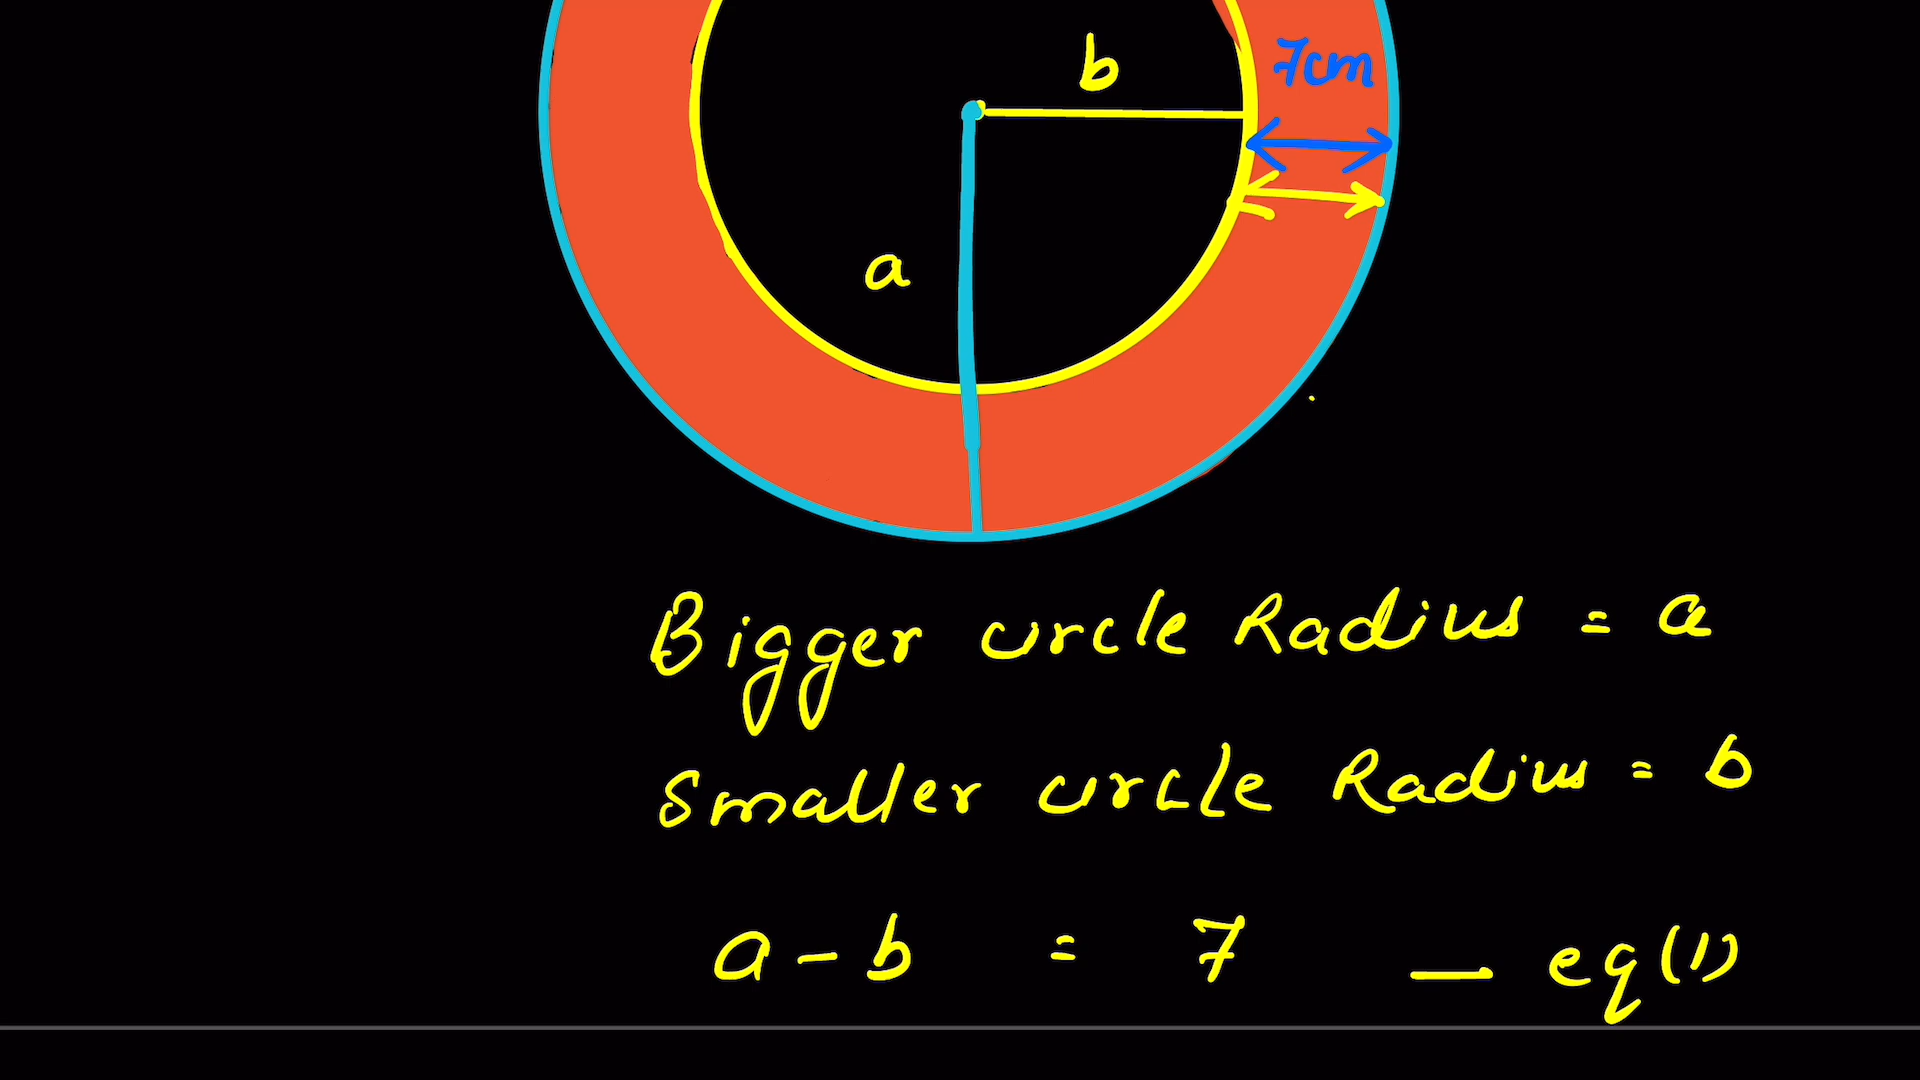 b
7cm
a
Bigger circle Radius = a
Smaller circle Radius = b
a - b = 7 — eq(1)